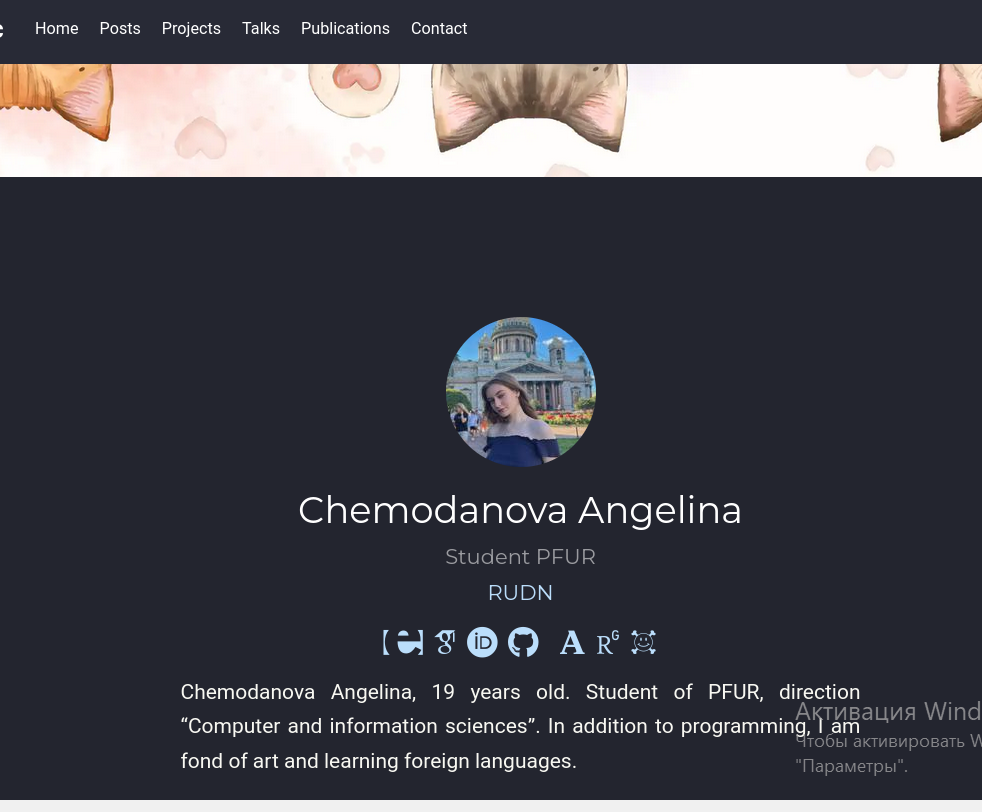 Home Posts Projects Talks Publications Contact
Chemodanova Angelina
Student PFUR
RUDN
Chemodanova Angelina, 19 years old. Student of PFUR, direction
“Computer and information sciences”. In addition to programming, I am
fond of art and learning foreign languages.
Активация Wind
Чтобы активировать W
"Параметры".